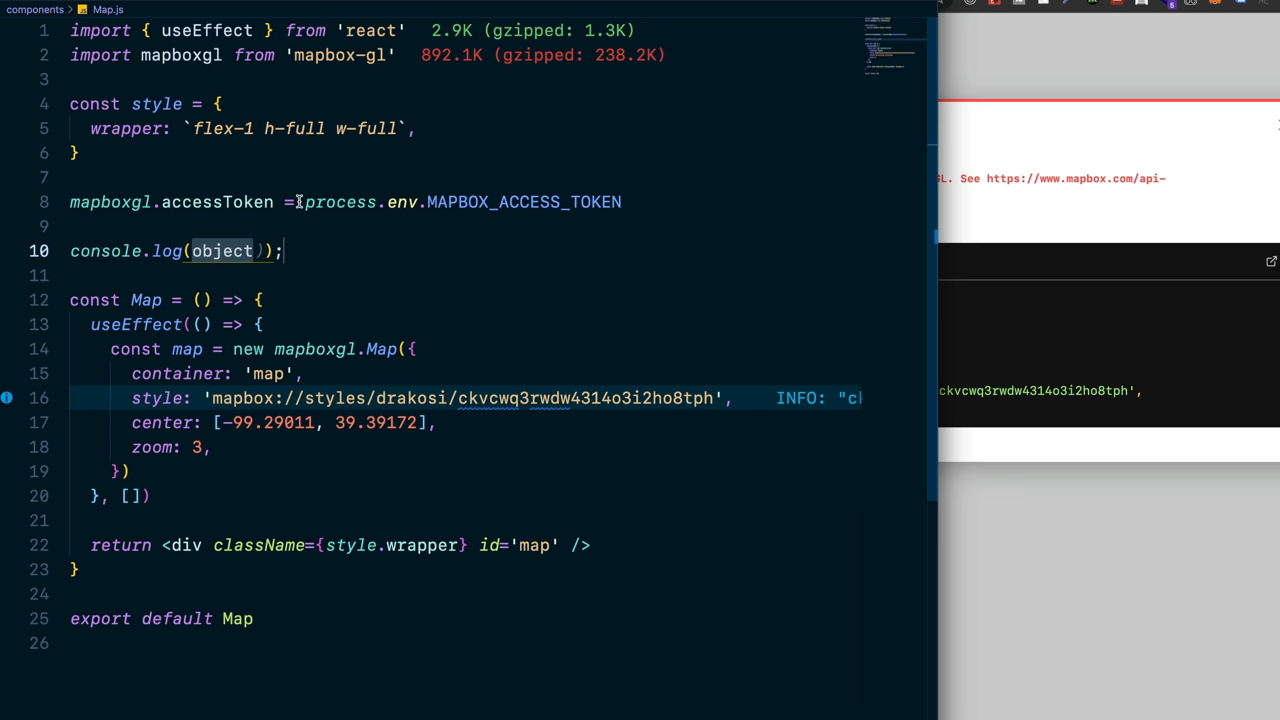 components > Map.js
1 import { useEffect } from 'react' 2.9K (gzipped: 1.3K)
2 import mapboxgl from 'mapbox-gl' 892.1K (gzipped: 238.2K)
3
4 const style = {
5 wrapper: `flex-1 h-full w-full`,
6 }
7
8 mapboxgl.accessToken = process.env.MAPBOX_ACCESS_TOKEN
9
10 console.log(object));
11
12 const Map = () => {
13 useEffect(() => {
14 const map = new mapboxgl.Map({
15 container: 'map',
16 style: 'mapbox://styles/drakosi/ckvcwq3rwdw4314o3i2ho8tph', INFO: "ck
17 center: [-99.29011, 39.39172],
18 zoom: 3,
19 })
20 }, [])
21
22 return <div className={style.wrapper} id='map' />
23 }
24
25 export default Map
26
GL. See https://www.mapbox.com/api-
ckvcwq3rwdw4314o3i2ho8tph',